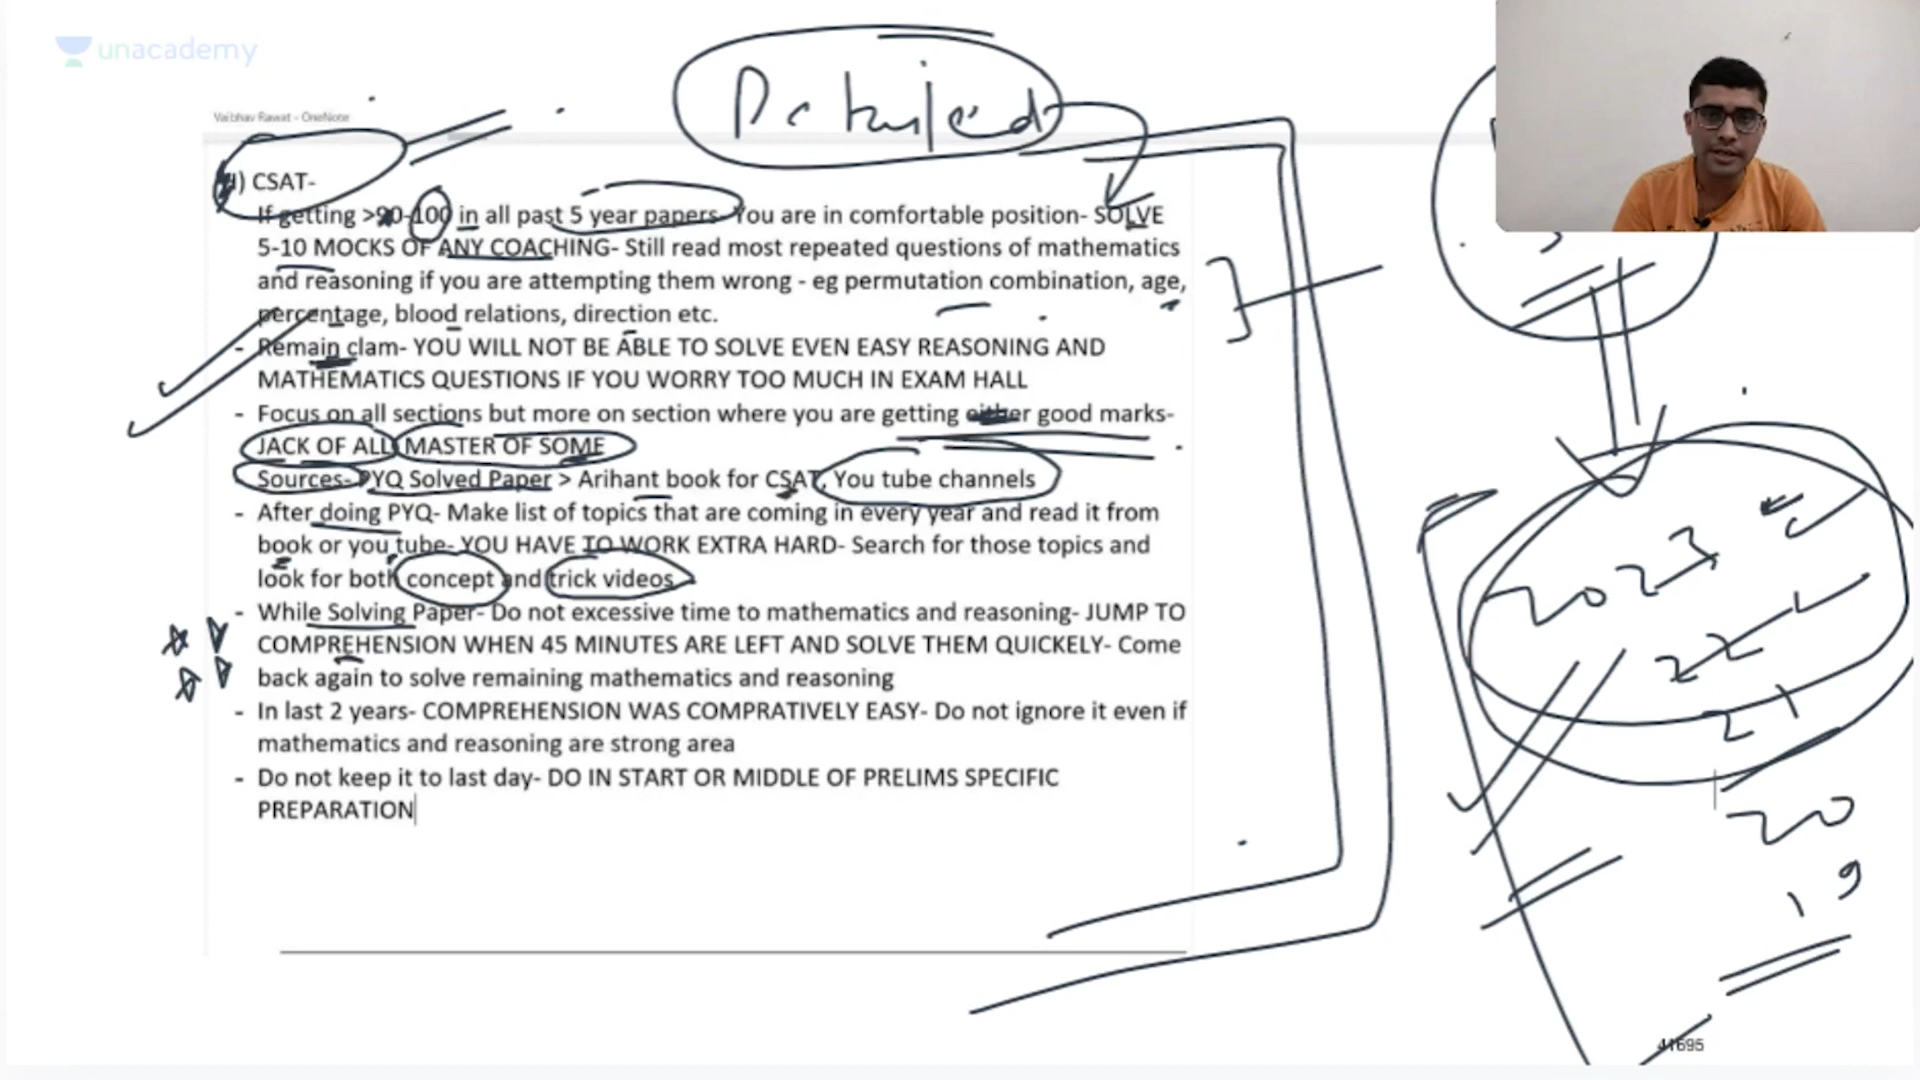 unacademy
Detailed
Vaibhav Rawat - OneNote
1) CSAT-
If getting >90-100 in all past 5 year papers- You are in comfortable position- SOLVE
5-10 MOCKS OF ANY COACHING- Still read most repeated questions of mathematics
and reasoning if you are attempting them wrong - eg permutation combination, age,
percentage, blood relations, direction etc.
- Remain clam- YOU WILL NOT BE ABLE TO SOLVE EVEN EASY REASONING AND
MATHEMATICS QUESTIONS IF YOU WORRY TOO MUCH IN EXAM HALL
- Focus on all sections but more on section where you are getting either good marks-
JACK OF ALL MASTER OF SOME
Sources- PYQ Solved Paper > Arihant book for CSAT, You tube channels
- After doing PYQ- Make list of topics that are coming in every year and read it from
book or you tube- YOU HAVE TO WORK EXTRA HARD- Search for those topics and
look for both concept and trick videos
- While Solving Paper- Do not excessive time to mathematics and reasoning- JUMP TO
COMPREHENSION WHEN 45 MINUTES ARE LEFT AND SOLVE THEM QUICKELY- Come
back again to solve remaining mathematics and reasoning
- In last 2 years- COMPREHENSION WAS COMPRATIVELY EASY- Do not ignore it even if
mathematics and reasoning are strong area
- Do not keep it to last day- DO IN START OR MIDDLE OF PRELIMS SPECIFIC
PREPARATION
2023
22
21
20
19
41695